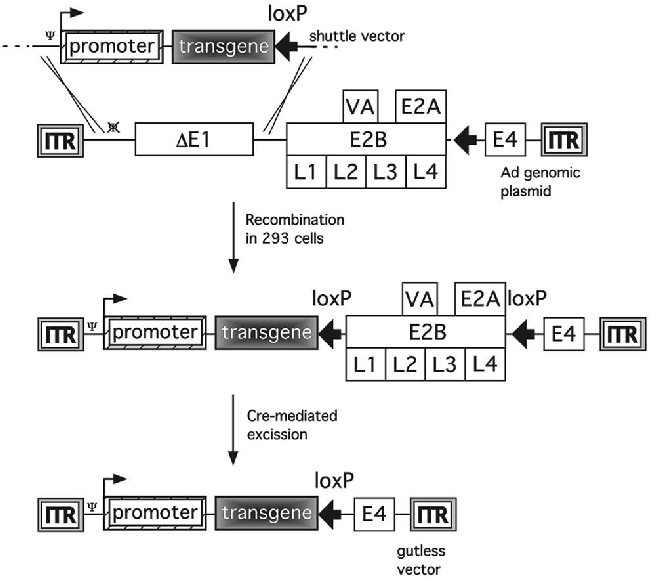 loxP
Ψ promoter transgene shuttle vector
VA E2A
ITR Ψ ΔE1 E2B E4 ITR
L1 L2 L3 L4
Ad genomic
plasmid
Recombination
in 293 cells
loxP VA E2A loxP
ITR Ψ promoter transgene E2B E4 ITR
L1 L2 L3 L4
Cre-mediated
excission
loxP
ITR Ψ promoter transgene E4 ITR
gutless
vector